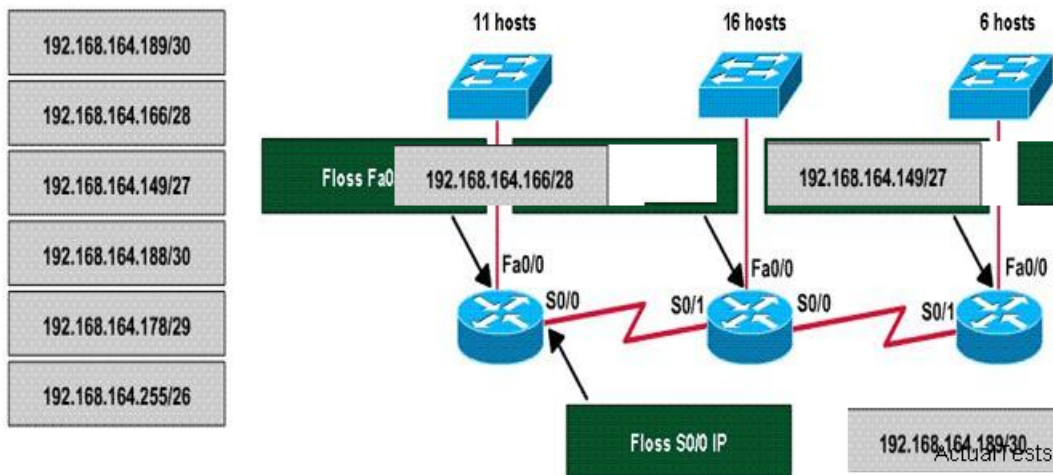 192.168.164.189/30
192.168.164.166/28
192.168.164.149/27
192.168.164.188/30
192.168.164.178/29
192.168.164.255/26
11 hosts
16 hosts
6 hosts
Floss Fa0
192.168.164.166/28
192.168.164.149/27
Fa0/0
Fa0/0
Fa0/0
S0/0
S0/1
S0/0
S0/1
Floss S0/0 IP
192.168.164.189/30
ActualTests